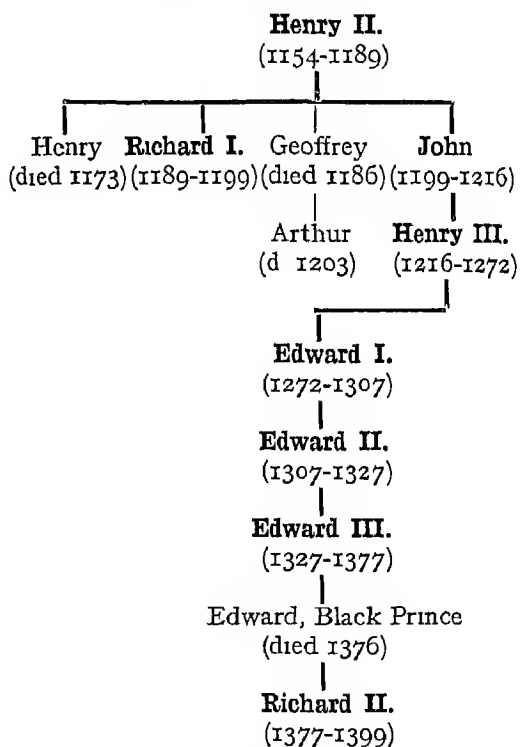 Henry II.
(1154-1189)
Henry Richard I. Geoffrey John
(died 1173) (1189-1199) (died 1186) (1199-1216)
Arthur Henry III.
(d 1203) (1216-1272)
Edward I.
(1272-1307)
Edward II.
(1307-1327)
Edward III.
(1327-1377)
Edward, Black Prince
(died 1376)
Richard II.
(1377-1399)